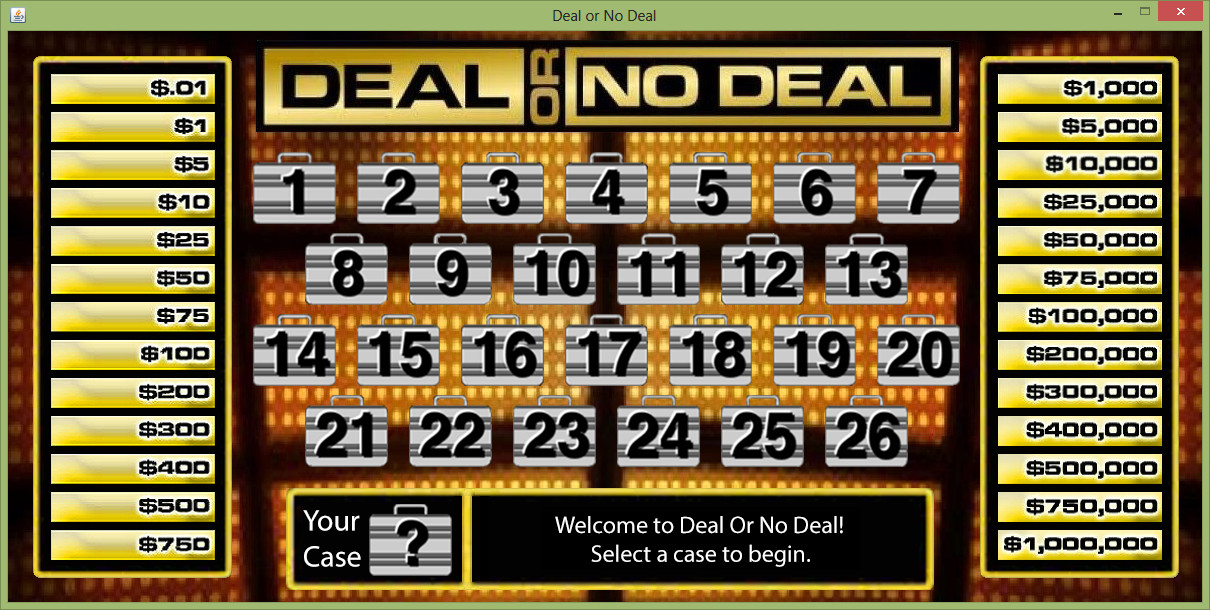 Deal or No Deal
DEAL OR NO DEAL
$.01
$1
$5
$10
$25
$50
$75
$100
$200
$300
$400
$500
$750
1 2 3 4 5 6 7
8 9 10 11 12 13
14 15 16 17 18 19 20
21 22 23 24 25 26
$1,000
$5,000
$10,000
$25,000
$50,000
$75,000
$100,000
$200,000
$300,000
$400,000
$500,000
$750,000
$1,000,000
Your
Case
?
Welcome to Deal Or No Deal!
Select a case to begin.